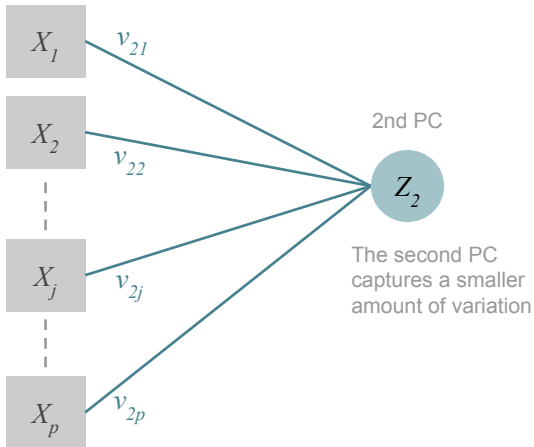 X₁
v₂₁
X₂
v₂₂
2nd PC
Z₂
The second PC
captures a smaller
amount of variation
Xⱼ
v₂ⱼ
Xₚ
v₂ₚ